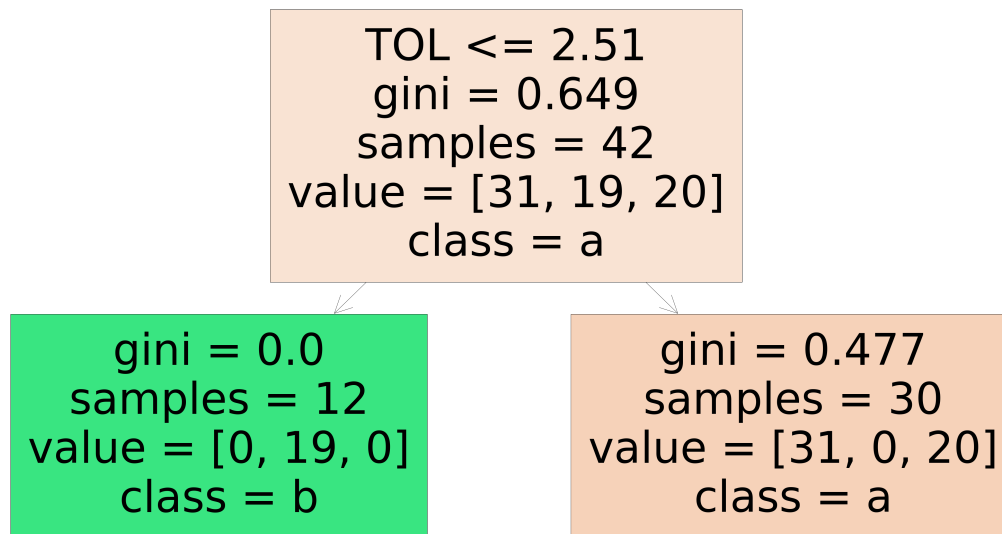 TOL <= 2.51
gini = 0.649
samples = 42
value = [31, 19, 20]
class = a
gini = 0.0
samples = 12
value = [0, 19, 0]
class = b
gini = 0.477
samples = 30
value = [31, 0, 20]
class = a